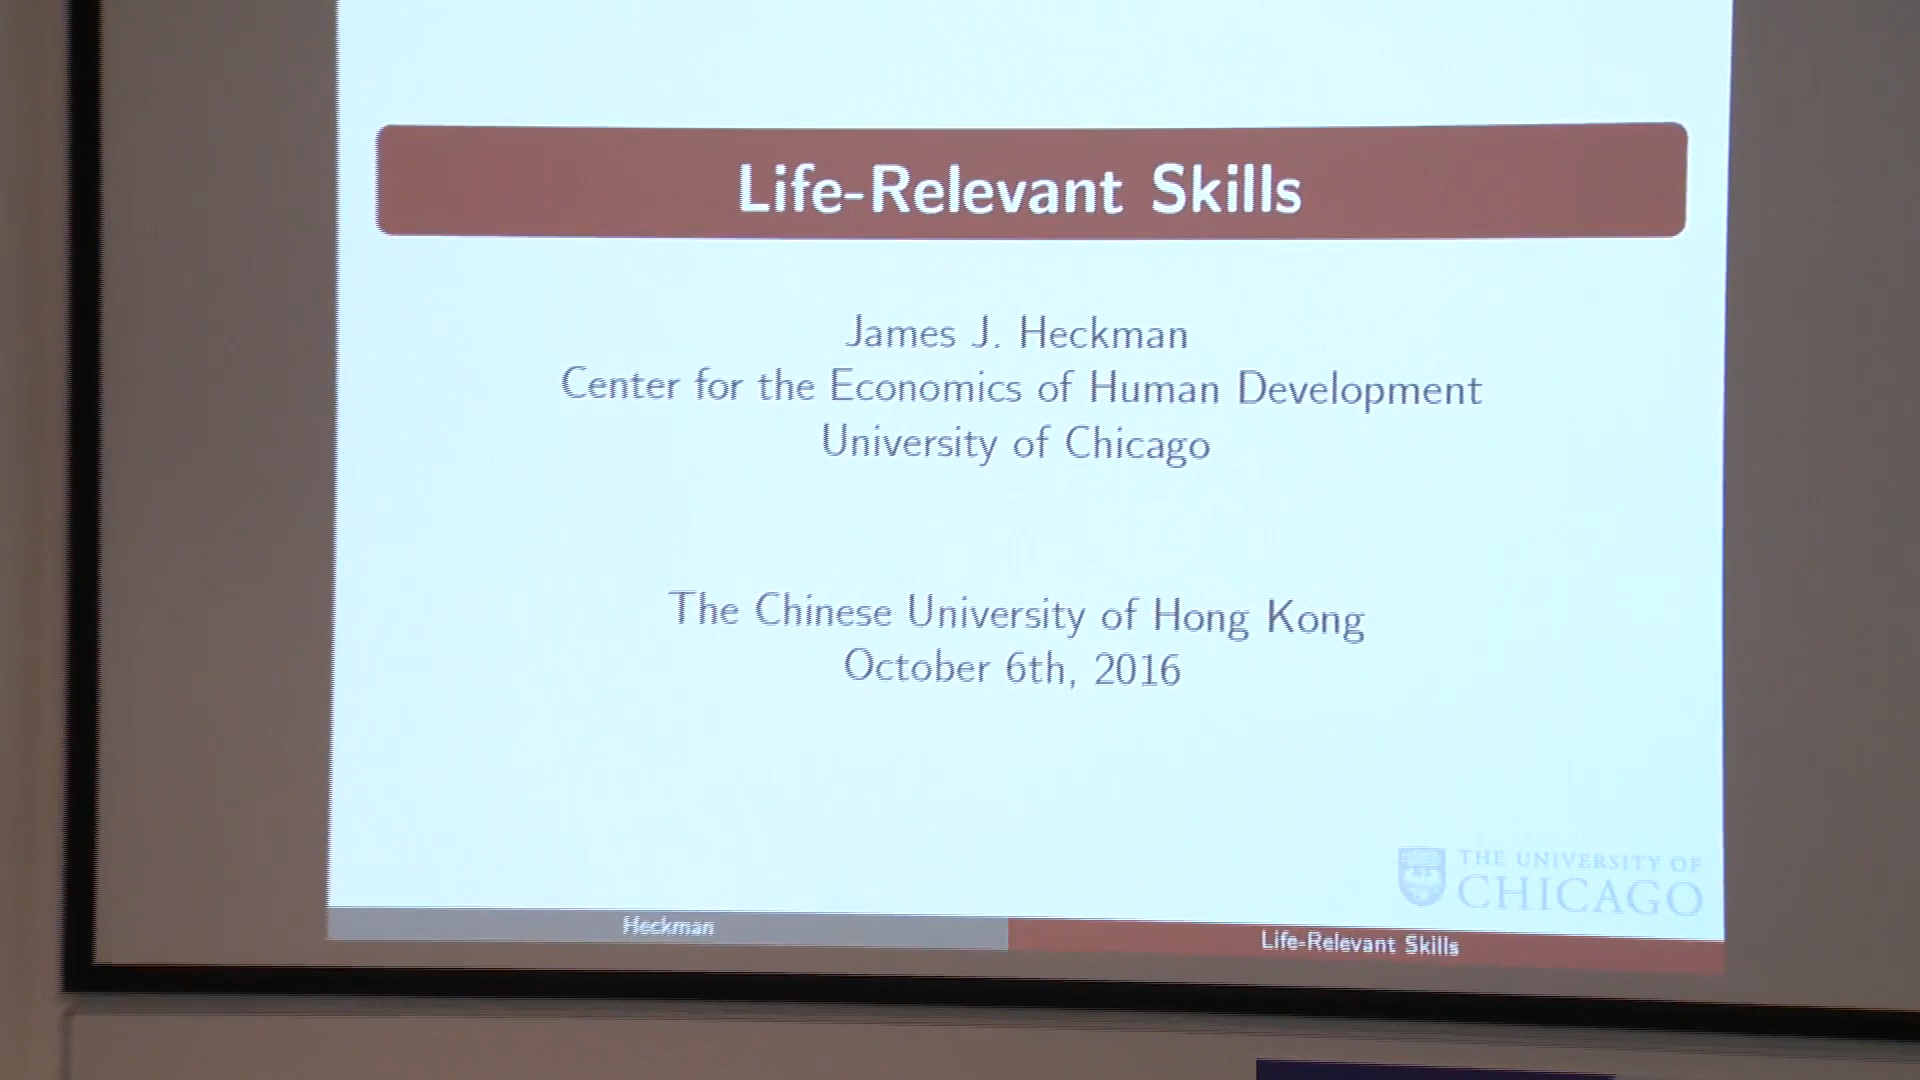 Life-Relevant Skills
James J. Heckman
Center for the Economics of Human Development
University of Chicago
The Chinese University of Hong Kong
October 6th, 2016
THE UNIVERSITY OF
CHICAGO
Heckman
Life-Relevant Skills